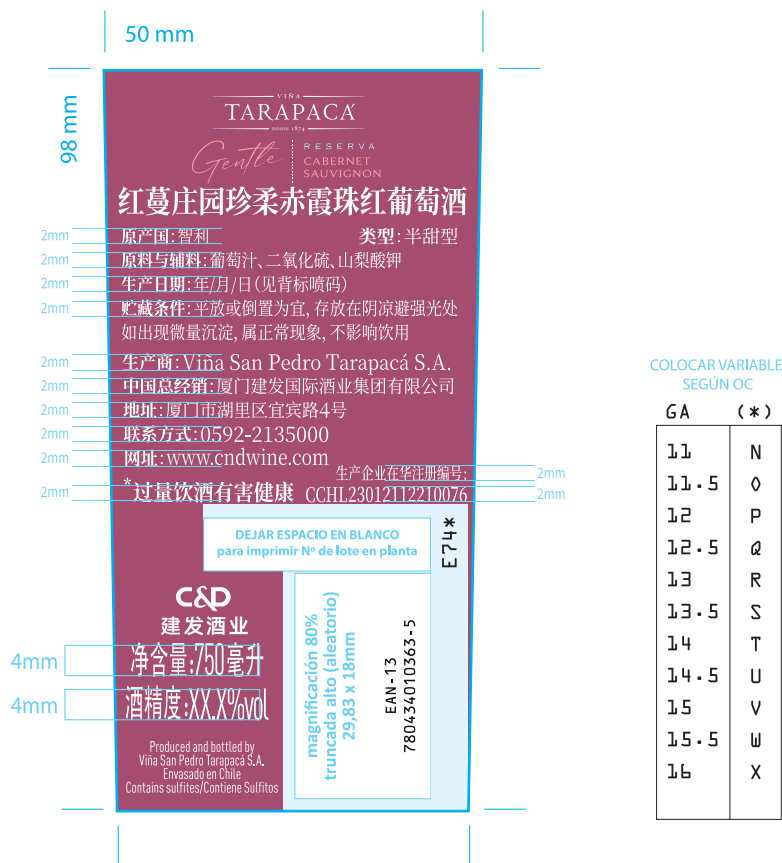 50 mm
98 mm
VIÑA
TARAPACÁ
DESDE 1874
Gentle
RESERVA
CABERNET
SAUVIGNON
红蔓庄园珍柔赤霞珠红葡萄酒
2mm 原产国:智利 类型:半甜型
2mm 原料与辅料:葡萄汁、二氧化硫、山梨酸钾
2mm 生产日期:年/月/日(见背标喷码)
2mm 贮藏条件:平放或倒置为宜, 存放在阴凉避强光处
如出现微量沉淀, 属正常现象, 不影响饮用
2mm 生产商:Viña San Pedro Tarapacá S.A.
2mm 中国总经销:厦门建发国际酒业集团有限公司
2mm 地址:厦门市湖里区宜宾路4号
2mm 联系方式:0592-2135000
2mm 网址:www.cndwine.com
生产企业在华注册编号: 2mm
2mm *过量饮酒有害健康 CCHL23012112210076 2mm
DEJAR ESPACIO EN BLANCO
para imprimir Nº de lote en planta
E74*
C&D
建发酒业
4mm 净含量:750毫升
4mm 酒精度:XX.X%vol
Produced and bottled by
Viña San Pedro Tarapacá S.A.
Envasado en Chile
Contains sulfites/Contiene Sulfitos
magnificación 80%
truncada alto (aleatorio)
29,83 x 18mm
EAN-13
780434010363-5
COLOCAR VARIABLE
SEGÚN OC
GA (*)
11 N
11.5 O
12 P
12.5 Q
13 R
13.5 S
14 T
14.5 U
15 V
15.5 W
16 X